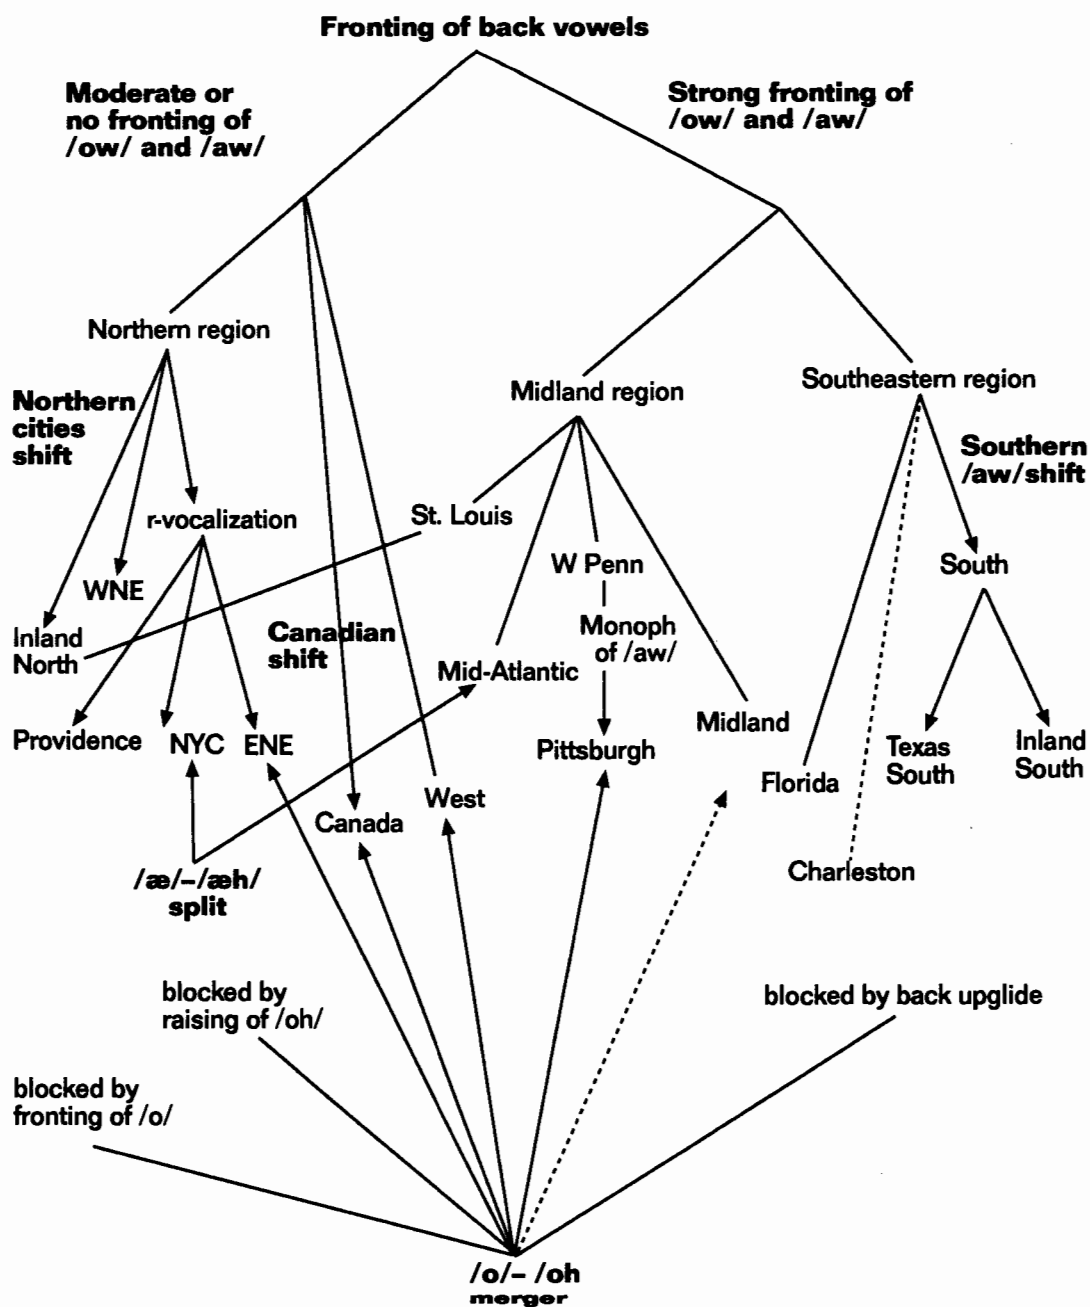 Fronting of back vowels
Moderate or
no fronting of
/ow/ and /aw/
Strong fronting of
/ow/ and /aw/
Northern region
Midland region
Southeastern region
Northern
cities
shift
Southern
/aw/shift
r-vocalization
St. Louis
W Penn
South
WNE
Inland
North
Canadian
shift
Monoph
of /aw/
Mid-Atlantic
Providence
NYC
ENE
Pittsburgh
Midland
Texas
South
Inland
South
Florida
West
Canada
/æ/–/æh/
split
Charleston
blocked by
raising of /oh/
blocked by back upglide
blocked by
fronting of /o/
/o/– /oh
merger